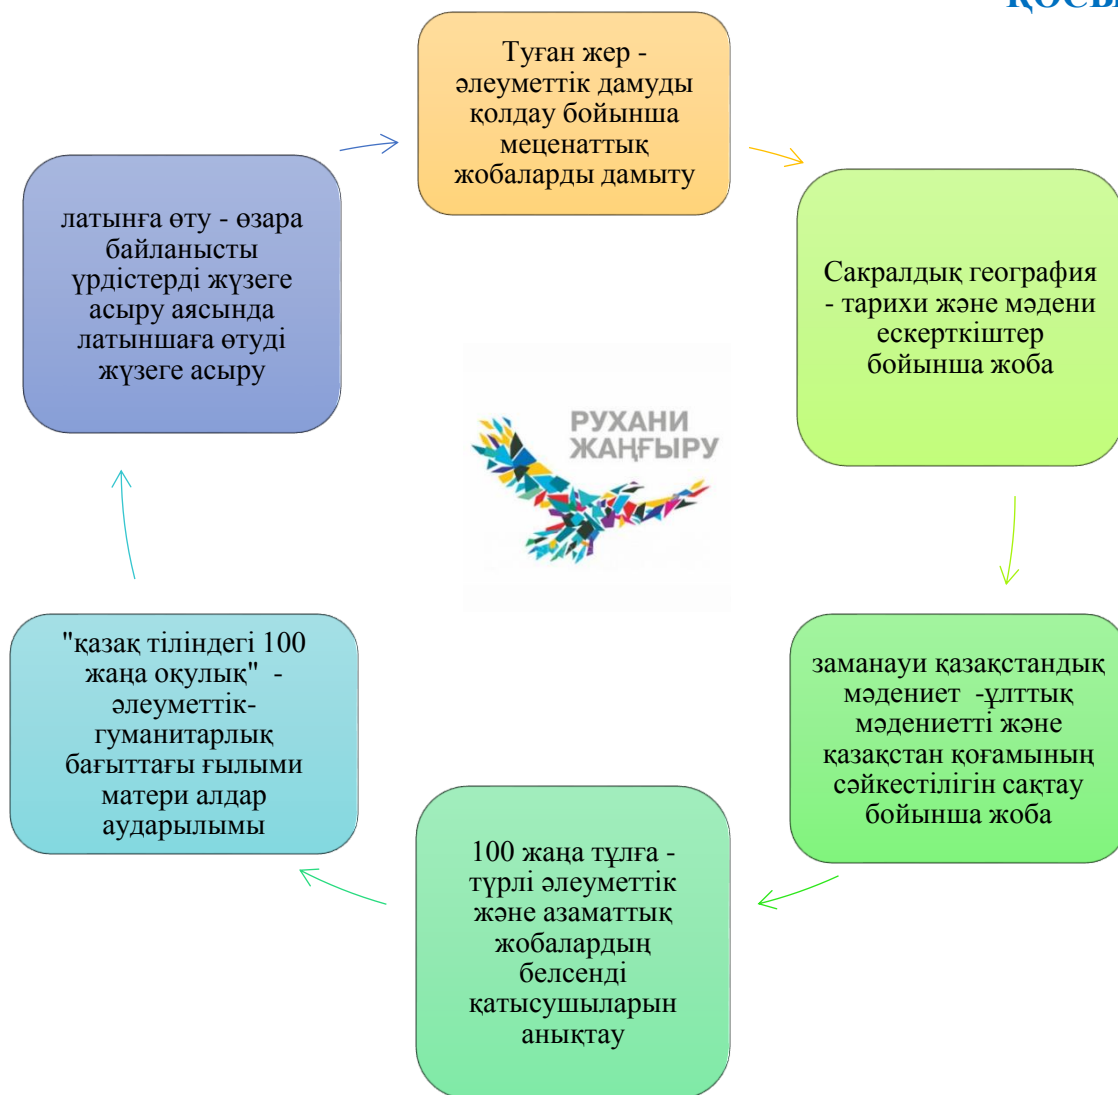 Туған жер -
әлеуметтік дамуды
қолдау бойынша
меценаттық
жобаларды дамыту
Сакралдық география
- тарихи және мәдени
ескерткіштер
бойынша жоба
заманауи қазақстандық
мәдениет -ұлттық
мәдениетті және
қазақстан қоғамының
сәйкестілігін сақтау
бойынша жоба
100 жаңа тұлға -
түрлі әлеуметтік
және азаматтық
жобалардың
белсенді
қатысушыларын
анықтау
"қазақ тіліндегі 100
жаңа оқулық" -
әлеуметтік-
гуманитарлық
бағыттағы ғылыми
матери алдар
аударылымы
латынға өту - өзара
байланысты
үрдістерді жүзеге
асыру аясында
латыншаға өтуді
жүзеге асыру
РУХАНИ
ЖАҢҒЫРУ